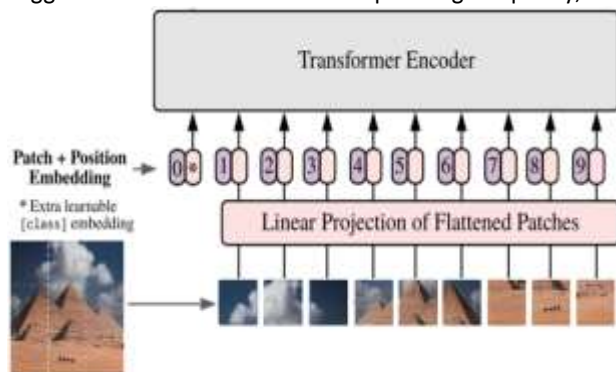 Transformer Encoder
Patch + Position
Embedding
0 * 1 2 3 4 5 6 7 8 9
* Extra learnable
[class] embedding
Linear Projection of Flattened Patches